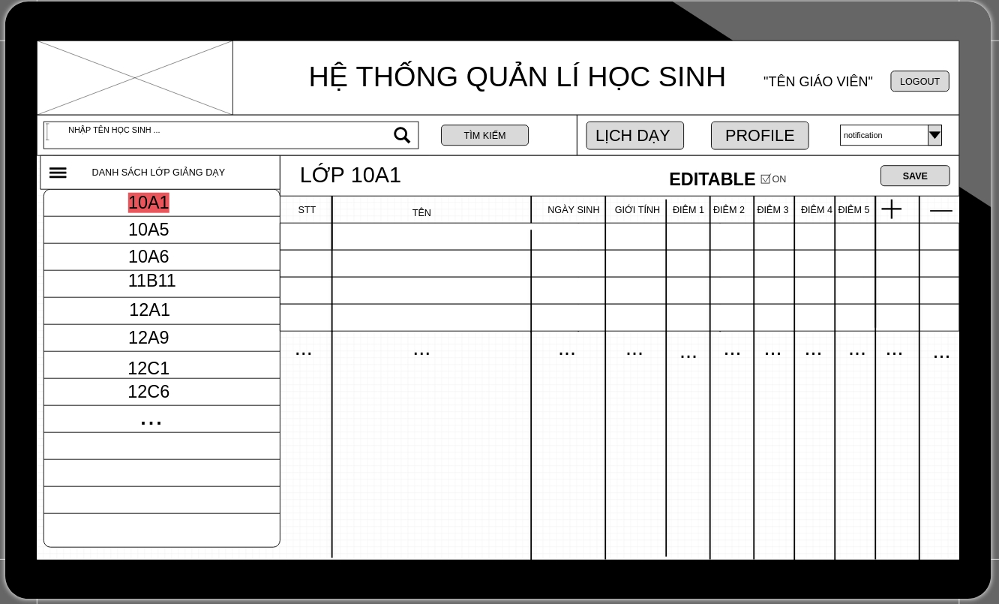 HỆ THỐNG QUẢN LÍ HỌC SINH
"TÊN GIÁO VIÊN"
LOGOUT
NHẬP TÊN HỌC SINH ...
TÌM KIẾM
LỊCH DẠY
PROFILE
notification
DANH SÁCH LỚP GIẢNG DẠY
LỚP 10A1
EDITABLE
ON
SAVE
STT
TÊN
NGÀY SINH
GIỚI TÍNH
ĐIỂM 1
ĐIỂM 2
ĐIỂM 3
ĐIỂM 4
ĐIỂM 5
10A1
10A5
10A6
11B11
12A1
12A9
12C1
12C6
...
... ... ... ... ... ... ... ... ... ... ...